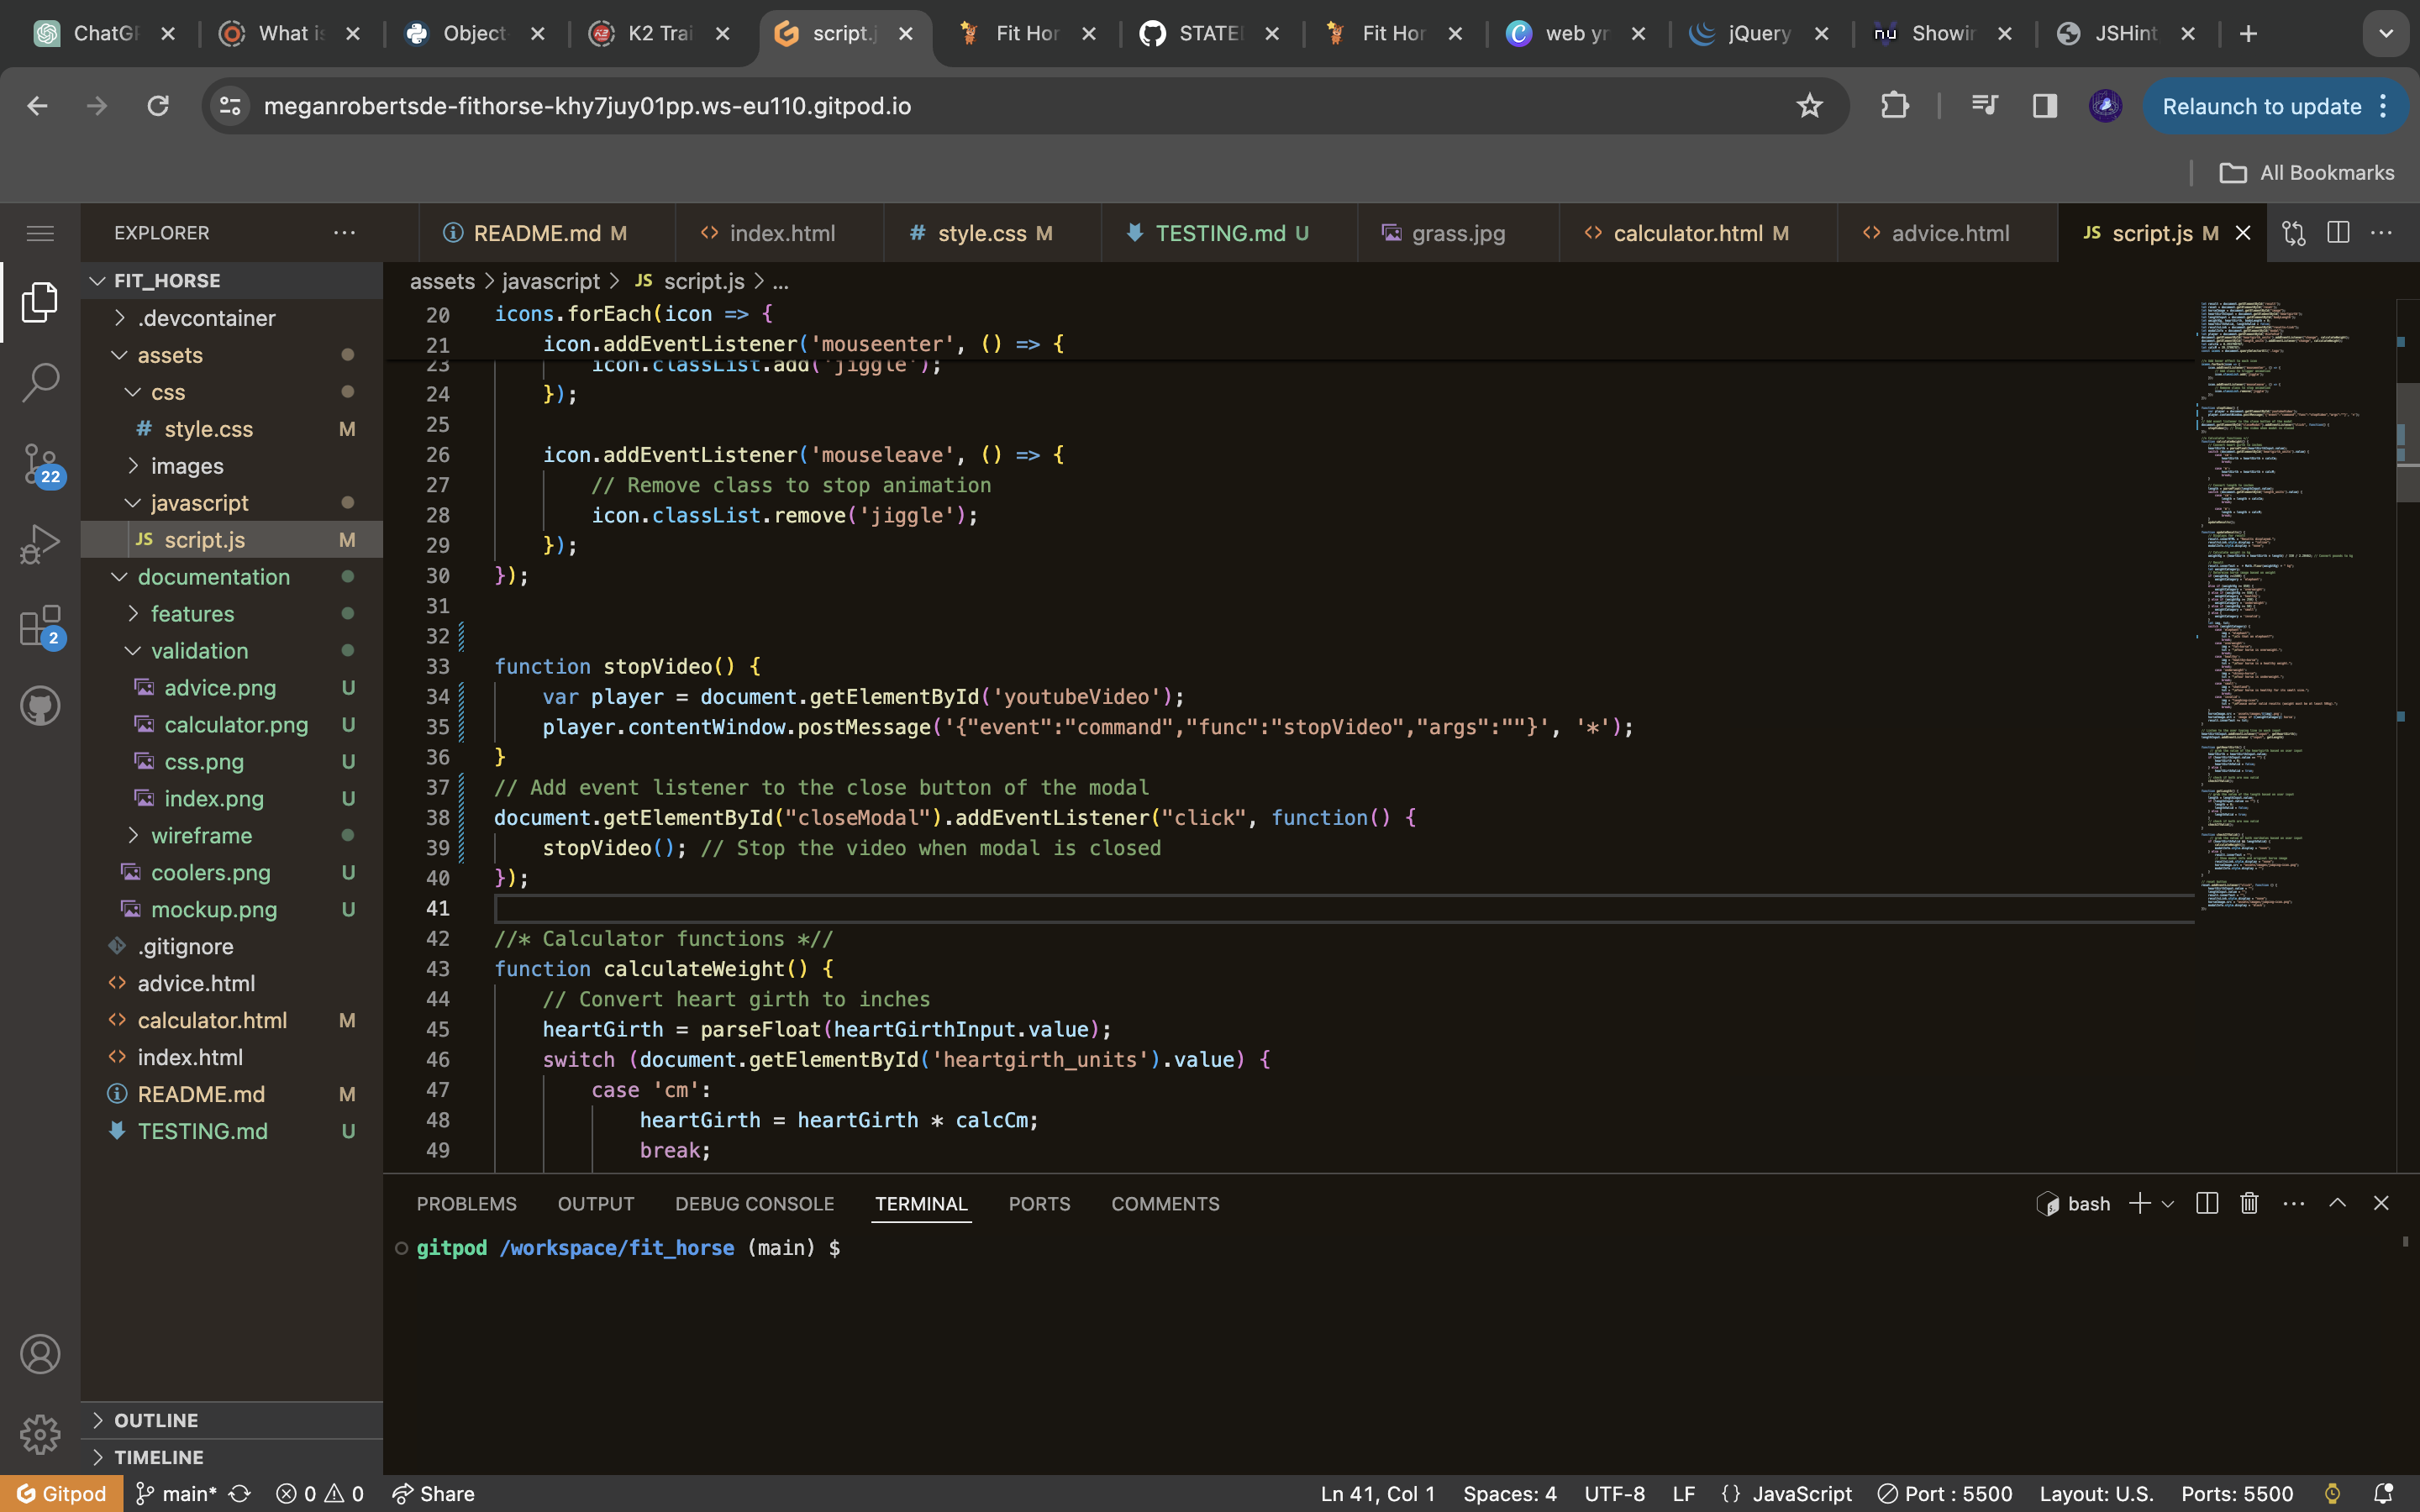 ChatG
What is
Object
K2 Trai
script.j
Fit Hor
STATE
Fit Hor
web yr
jQuery
Showin
JSHint
meganrobertsde-fithorse-khy7juy01pp.ws-eu110.gitpod.io
Relaunch to update
All Bookmarks
EXPLORER
README.md M
index.html
# style.css M
TESTING.md U
grass.jpg
calculator.html M
advice.html
JS script.js M
FIT_HORSE
.devcontainer
assets
css
# style.css M
images
javascript
JS script.js M
documentation
features
validation
advice.png U
calculator.png U
css.png U
index.png U
wireframe
coolers.png U
mockup.png U
.gitignore
advice.html
calculator.html M
index.html
README.md M
TESTING.md U
OUTLINE
TIMELINE
22
2
assets > javascript > JS script.js > ...
20 icons.forEach(icon => {
21 icon.addEventListener('mouseenter', () => {
23 icon.classList.add('jiggle');
24 });
25
26 icon.addEventListener('mouseleave', () => {
27 // Remove class to stop animation
28 icon.classList.remove('jiggle');
29 });
30 });
31
32
33 function stopVideo() {
34 var player = document.getElementById('youtubeVideo');
35 player.contentWindow.postMessage('{"event":"command","func":"stopVideo","args":""}', '*');
36 }
37 // Add event listener to the close button of the modal
38 document.getElementById("closeModal").addEventListener("click", function() {
39 stopVideo(); // Stop the video when modal is closed
40 });
41
42 //* Calculator functions *//
43 function calculateWeight() {
44 // Convert heart girth to inches
45 heartGirth = parseFloat(heartGirthInput.value);
46 switch (document.getElementById('heartgirth_units').value) {
47 case 'cm':
48 heartGirth = heartGirth * calcCm;
49 break;
PROBLEMS OUTPUT DEBUG CONSOLE TERMINAL PORTS COMMENTS
bash
gitpod /workspace/fit_horse (main) $
Gitpod main* 0 0 Share
Ln 41, Col 1 Spaces: 4 UTF-8 LF {} JavaScript Port : 5500 Layout: U.S. Ports: 5500